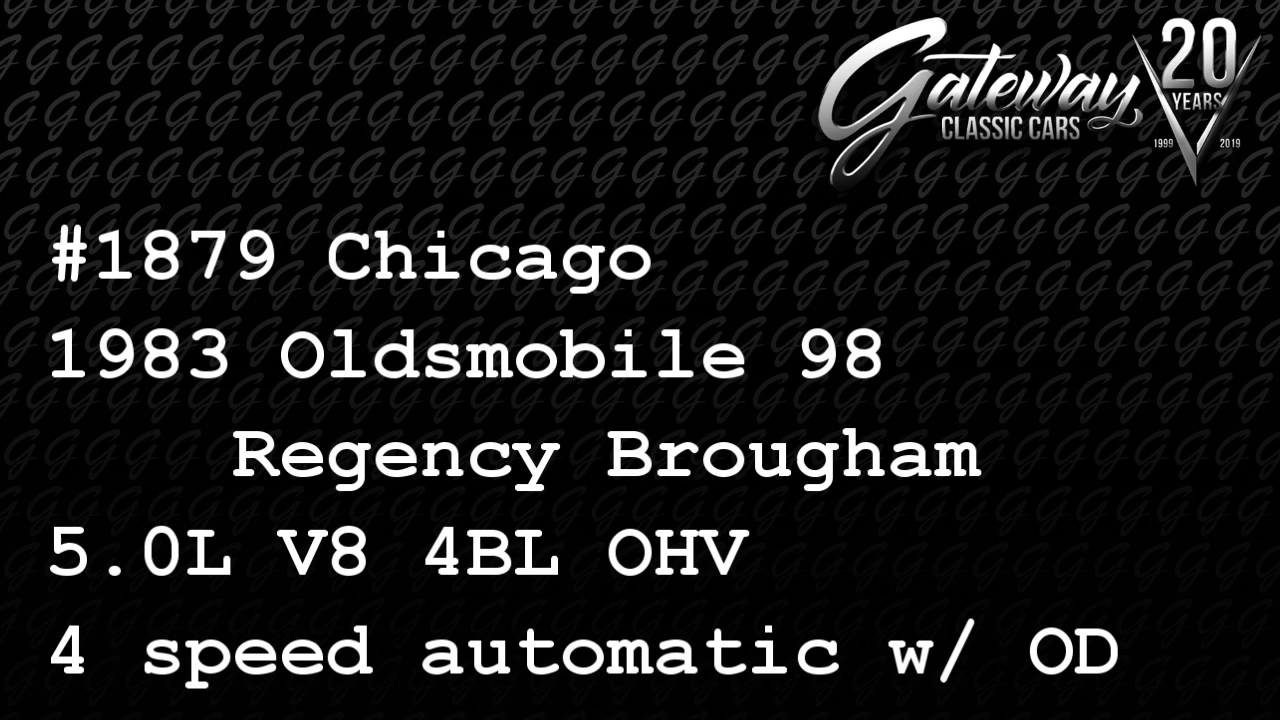 Gateway
CLASSIC CARS
20
YEARS
1999 2019
#1879 Chicago
1983 Oldsmobile 98
Regency Brougham
5.0L V8 4BL OHV
4 speed automatic w/ OD